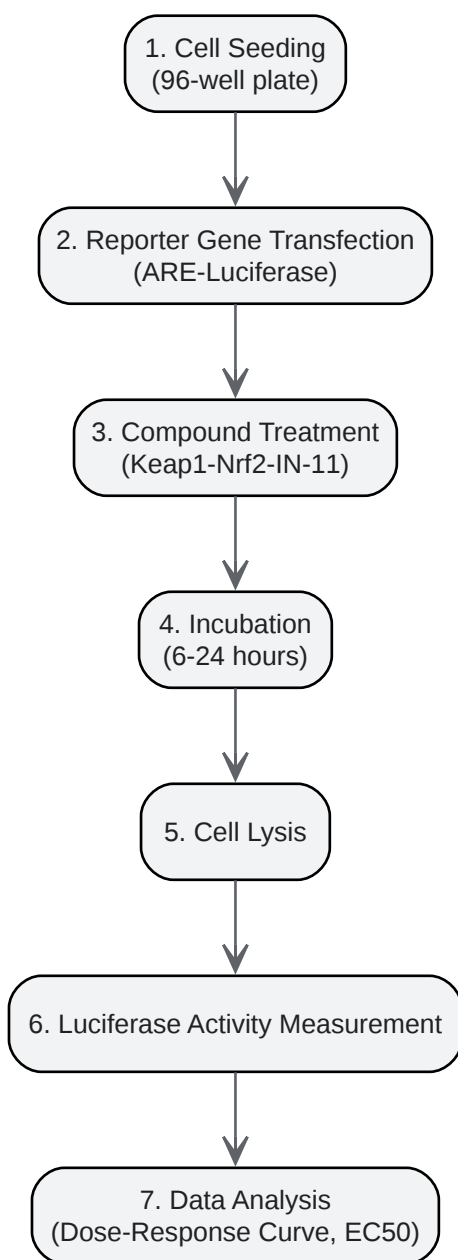 1. Cell Seeding
(96-well plate)
2. Reporter Gene Transfection
(ARE-Luciferase)
3. Compound Treatment
(Keap1-Nrf2-IN-11)
4. Incubation
(6-24 hours)
5. Cell Lysis
6. Luciferase Activity Measurement
7. Data Analysis
(Dose-Response Curve, EC50)